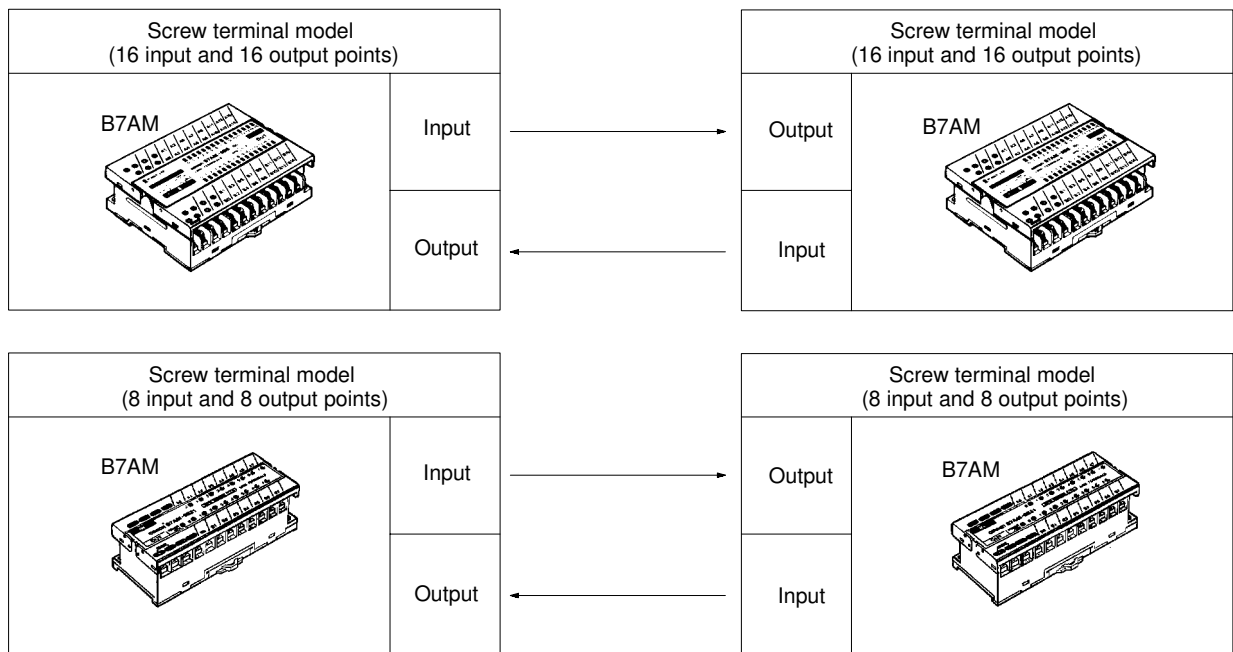 Screw terminal model
(16 input and 16 output points)
B7AM
Input
Output
Screw terminal model
(16 input and 16 output points)
Output
Input
B7AM
Screw terminal model
(8 input and 8 output points)
B7AM
Input
Output
Screw terminal model
(8 input and 8 output points)
Output
Input
B7AM